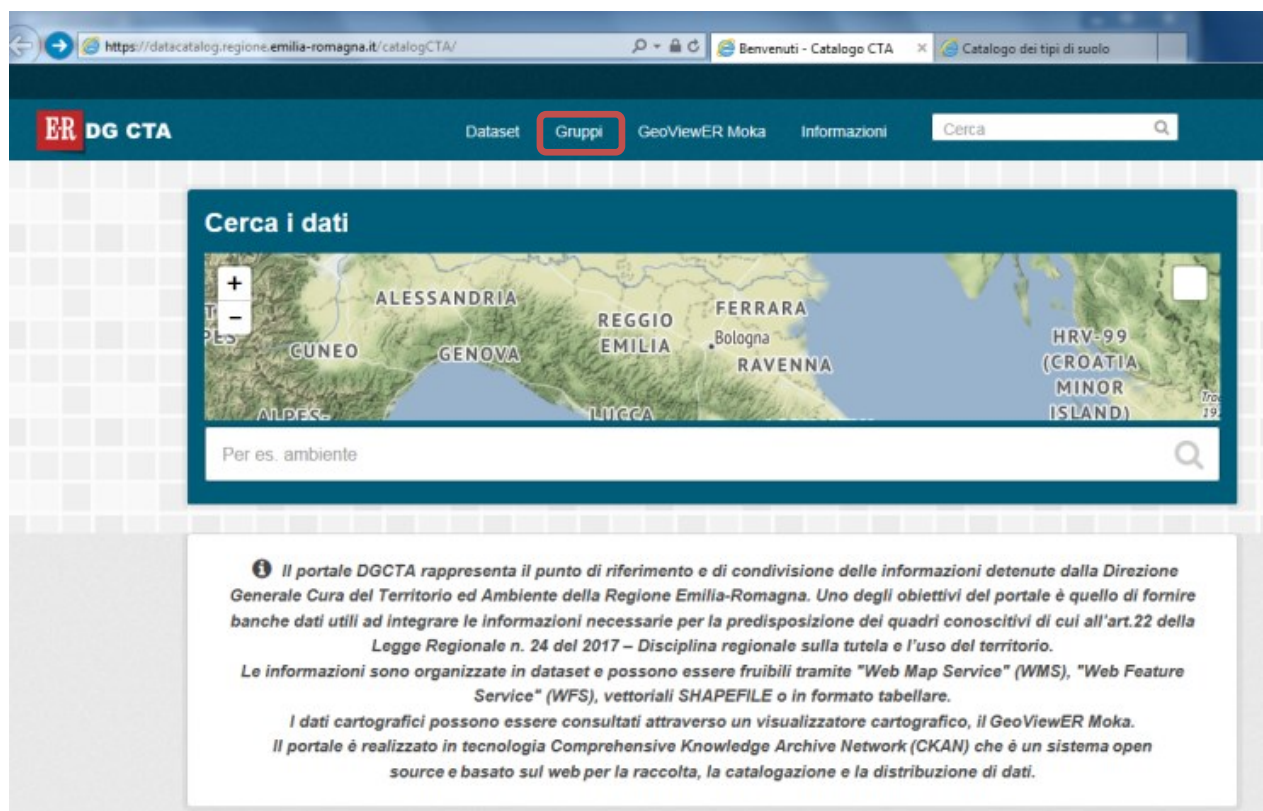 https://datacatalog.regione.emilia-romagna.it/catalogCTA/
Benvenuti - Catalogo CTA
Catalogo dei tipi di suolo
E·R DG CTA
Dataset
Gruppi
GeoViewER Moka
Informazioni
Cerca
Cerca i dati
+
−
ALESSANDRIA
REGGIO
EMILIA
FERRARA
Bologna
RAVENNA
CUNEO
GENOVA
HRV-99
(CROATIA
MINOR
ISLAND)
ALPES-
LUCCA
Per es. ambiente
Il portale DGCTA rappresenta il punto di riferimento e di condivisione delle informazioni detenute dalla Direzione
Generale Cura del Territorio ed Ambiente della Regione Emilia-Romagna. Uno degli obiettivi del portale è quello di fornire
banche dati utili ad integrare le informazioni necessarie per la predisposizione dei quadri conoscitivi di cui all'art.22 della
Legge Regionale n. 24 del 2017 – Disciplina regionale sulla tutela e l'uso del territorio.
Le informazioni sono organizzate in dataset e possono essere fruibili tramite "Web Map Service" (WMS), "Web Feature
Service" (WFS), vettoriali SHAPEFILE o in formato tabellare.
I dati cartografici possono essere consultati attraverso un visualizzatore cartografico, il GeoViewER Moka.
Il portale è realizzato in tecnologia Comprehensive Knowledge Archive Network (CKAN) che è un sistema open
source e basato sul web per la raccolta, la catalogazione e la distribuzione di dati.